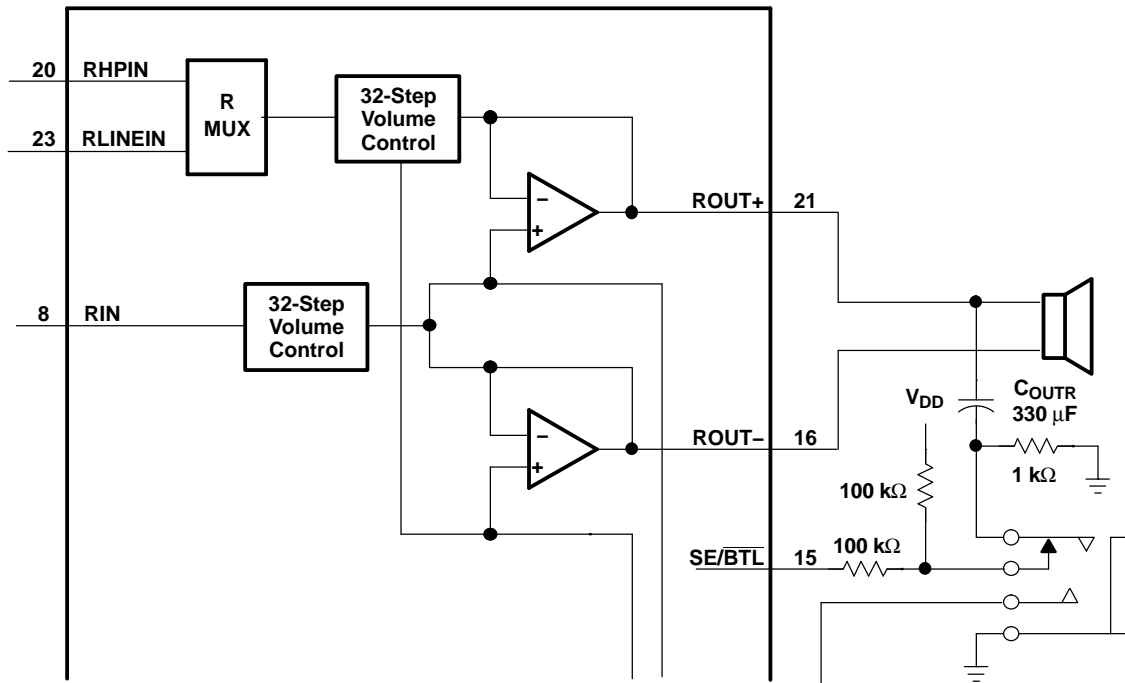 20 RHPIN
R
MUX
23 RLINEIN
32-Step
Volume
Control
−
+
ROUT+ 21
8 RIN
32-Step
Volume
Control
−
+
ROUT− 16
VDD
COUTR
330 μF
1 kΩ
100 kΩ
100 kΩ
SE/BTL 15